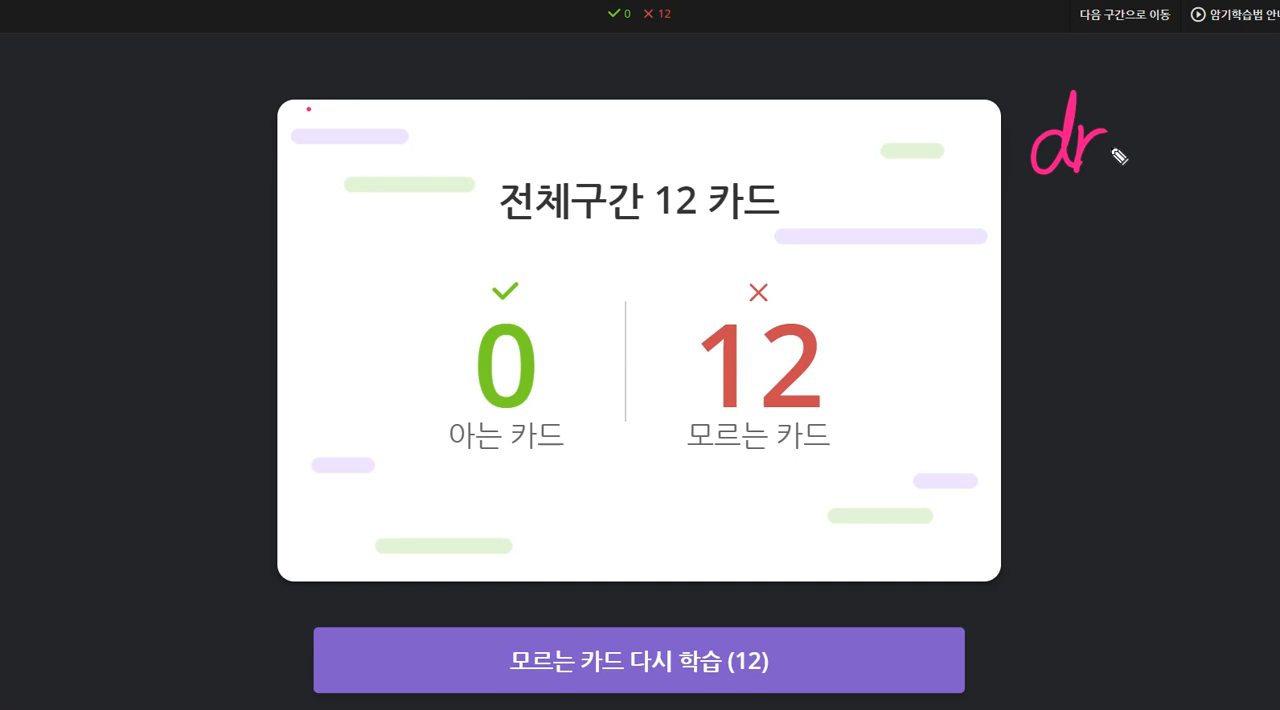 0 12 다음 구간으로 이동 암기학습법 안
dr
전체구간 12 카드
0 12
아는 카드 모르는 카드
모르는 카드 다시 학습 (12)